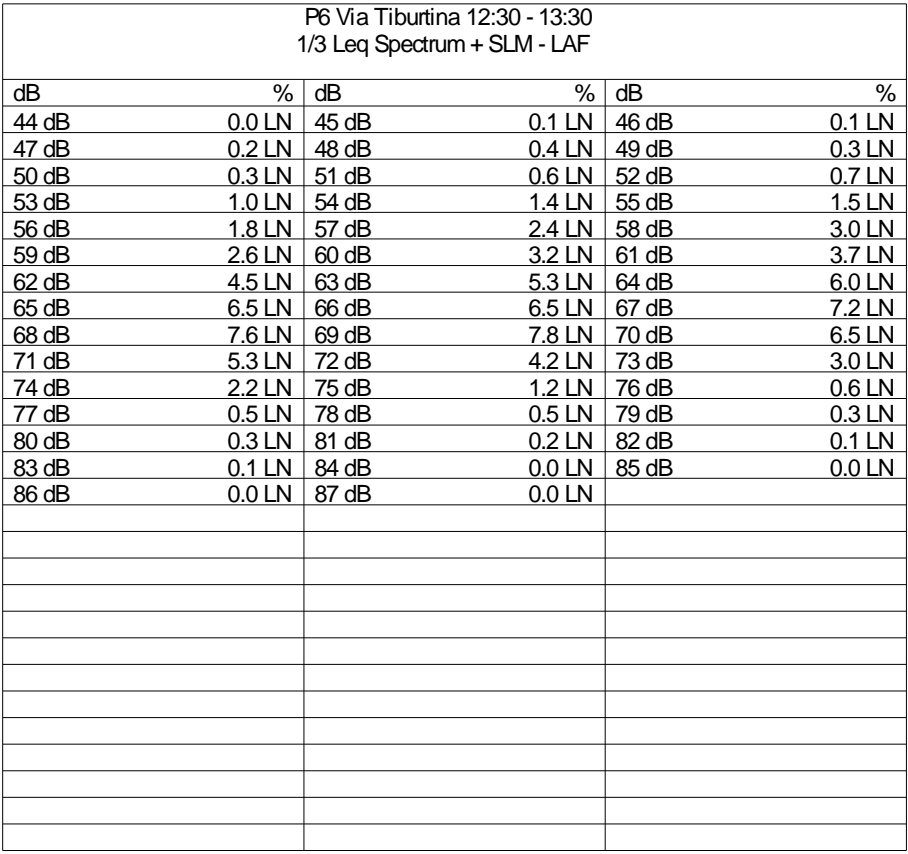 P6 Via Tiburtina 12:30 - 13:30
1/3 Leq Spectrum + SLM - LAF
dB % dB % dB %
44 dB 0.0 LN 45 dB 0.1 LN 46 dB 0.1 LN
47 dB 0.2 LN 48 dB 0.4 LN 49 dB 0.3 LN
50 dB 0.3 LN 51 dB 0.6 LN 52 dB 0.7 LN
53 dB 1.0 LN 54 dB 1.4 LN 55 dB 1.5 LN
56 dB 1.8 LN 57 dB 2.4 LN 58 dB 3.0 LN
59 dB 2.6 LN 60 dB 3.2 LN 61 dB 3.7 LN
62 dB 4.5 LN 63 dB 5.3 LN 64 dB 6.0 LN
65 dB 6.5 LN 66 dB 6.5 LN 67 dB 7.2 LN
68 dB 7.6 LN 69 dB 7.8 LN 70 dB 6.5 LN
71 dB 5.3 LN 72 dB 4.2 LN 73 dB 3.0 LN
74 dB 2.2 LN 75 dB 1.2 LN 76 dB 0.6 LN
77 dB 0.5 LN 78 dB 0.5 LN 79 dB 0.3 LN
80 dB 0.3 LN 81 dB 0.2 LN 82 dB 0.1 LN
83 dB 0.1 LN 84 dB 0.0 LN 85 dB 0.0 LN
86 dB 0.0 LN 87 dB 0.0 LN